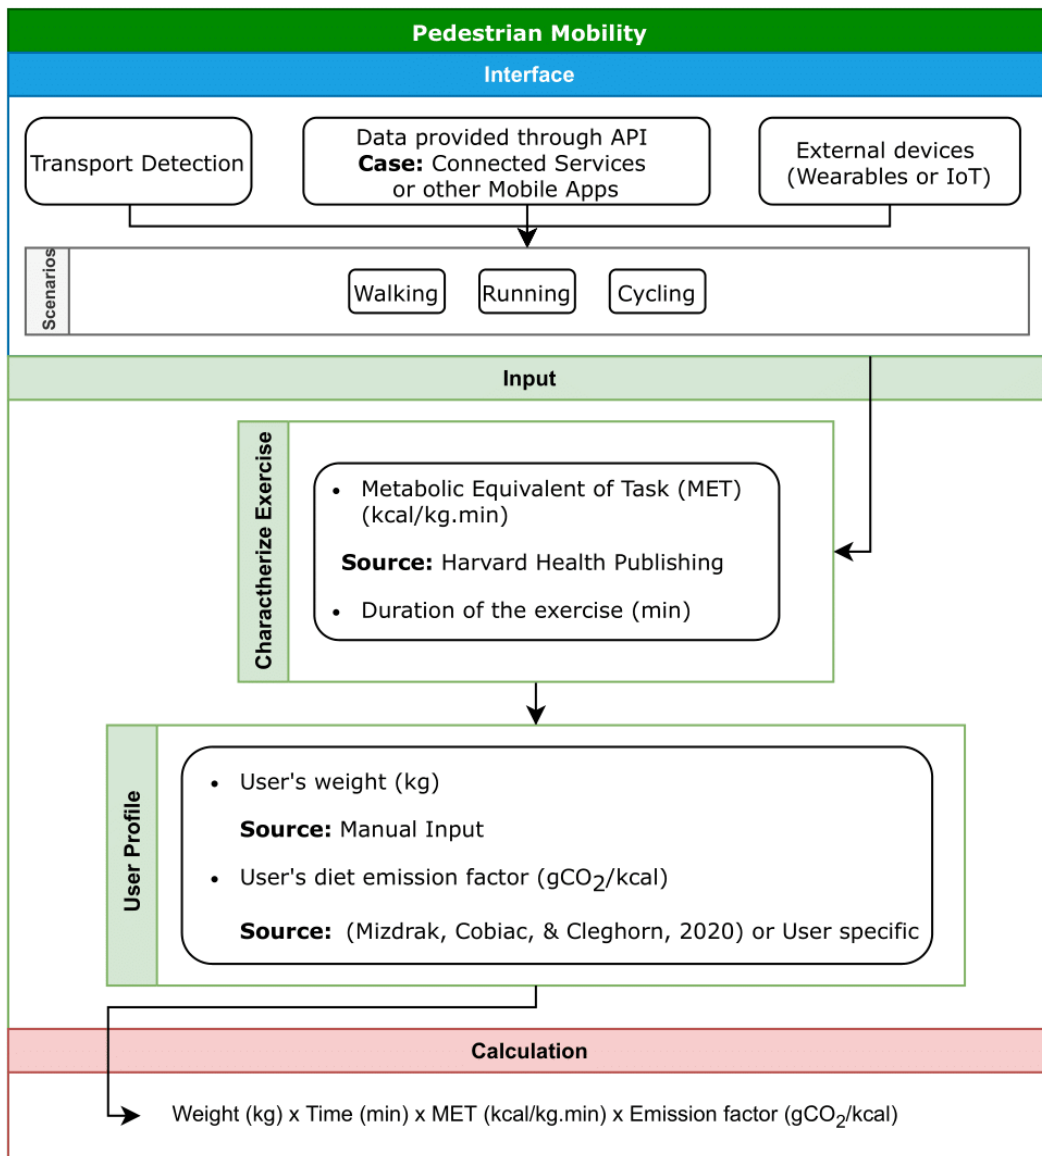 Pedestrian Mobility
Interface
Transport Detection
Data provided through API
Case: Connected Services
or other Mobile Apps
External devices
(Wearables or IoT)
Scenarios
Walking
Running
Cycling
Input
Charactherize Exercise
• Metabolic Equivalent of Task (MET)
(kcal/kg.min)
Source: Harvard Health Publishing
• Duration of the exercise (min)
User Profile
• User's weight (kg)
Source: Manual Input
• User's diet emission factor (gCO₂/kcal)
Source: (Mizdrak, Cobiac, & Cleghorn, 2020) or User specific
Calculation
Weight (kg) x Time (min) x MET (kcal/kg.min) x Emission factor (gCO₂/kcal)